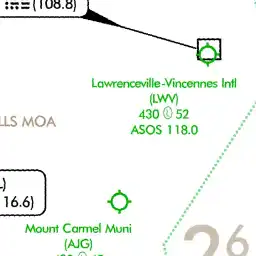 (108.8)
Lawrenceville-Vincennes Intl
(LWV)
430 Ⓛ 52
ASOS 118.0
LLS MOA
L)
16.6)
Mount Carmel Muni
(AJG)
26